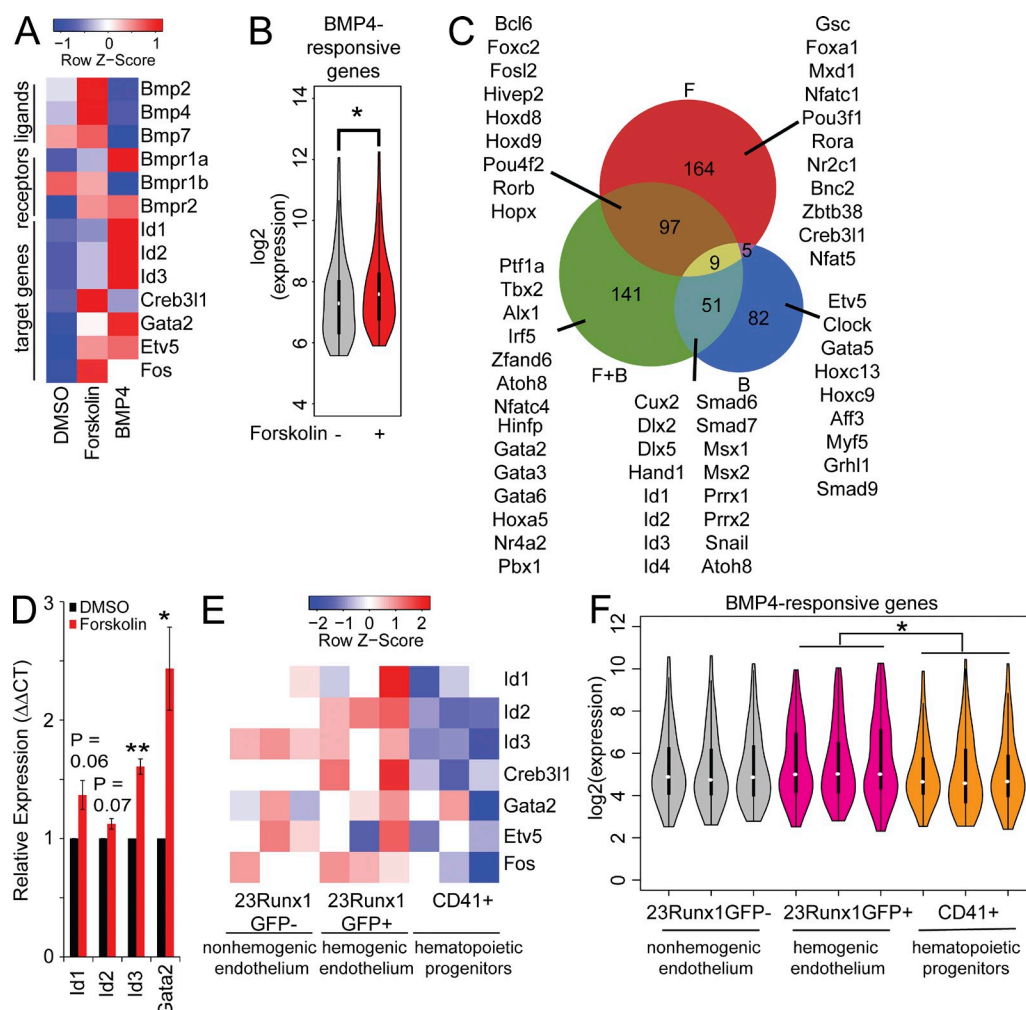 A
-1 0 1
Row Z-Score
ligands
receptors
target genes
Bmp2
Bmp4
Bmp7
Bmpr1a
Bmpr1b
Bmpr2
Id1
Id2
Id3
Creb3l1
Gata2
Etv5
Fos
DMSO
Forskolin
BMP4
B
BMP4-
responsive
genes
*
log2
(expression)
14
12
10
8
6
4
Forskolin - +
C
Bcl6
Foxc2
Fosl2
Hivep2
Hoxd8
Hoxd9
Pou4f2
Rorb
Hopx
Gsc
Foxa1
Mxd1
Nfatc1
Pou3f1
Rora
Nr2c1
Bnc2
Zbtb38
Creb3l1
Nfat5
F
164
97
9
5
141
51
82
F+B
B
Ptf1a
Tbx2
Alx1
Irf5
Zfand6
Atoh8
Nfatc4
Hinfp
Gata2
Gata3
Gata6
Hoxa5
Nr4a2
Pbx1
Cux2
Dlx2
Dlx5
Hand1
Id1
Id2
Id3
Id4
Smad6
Smad7
Msx1
Msx2
Prrx1
Prrx2
Snail
Atoh8
Etv5
Clock
Gata5
Hoxc13
Hoxc9
Aff3
Myf5
Grhl1
Smad9
D
DMSO
Forskolin
Relative Expression (ΔΔCT)
3
2
1
0
P =
0.06
P =
0.07
**
*
Id1
Id2
Id3
Gata2
E
-2 -1 0 1 2
Row Z-Score
Id1
Id2
Id3
Creb3l1
Gata2
Etv5
Fos
23Runx1
GFP-
23Runx1
GFP+
CD41+
nonhemogenic
endothelium
hemogenic
endothelium
hematopoietic
progenitors
F
BMP4-responsive genes
*
log2(expression)
12
10
8
6
4
2
0
23Runx1GFP-
23Runx1GFP+
CD41+
nonhemogenic
endothelium
hemogenic
endothelium
hematopoietic
progenitors